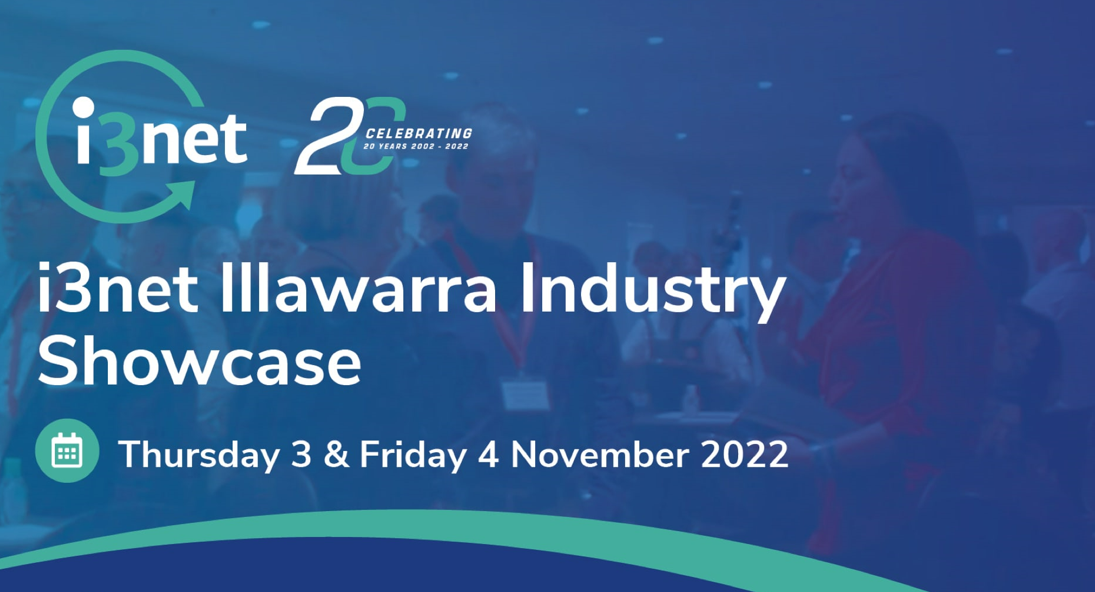 i3net
20
CELEBRATING
20 YEARS 2002 - 2022
i3net Illawarra Industry
Showcase
Thursday 3 & Friday 4 November 2022